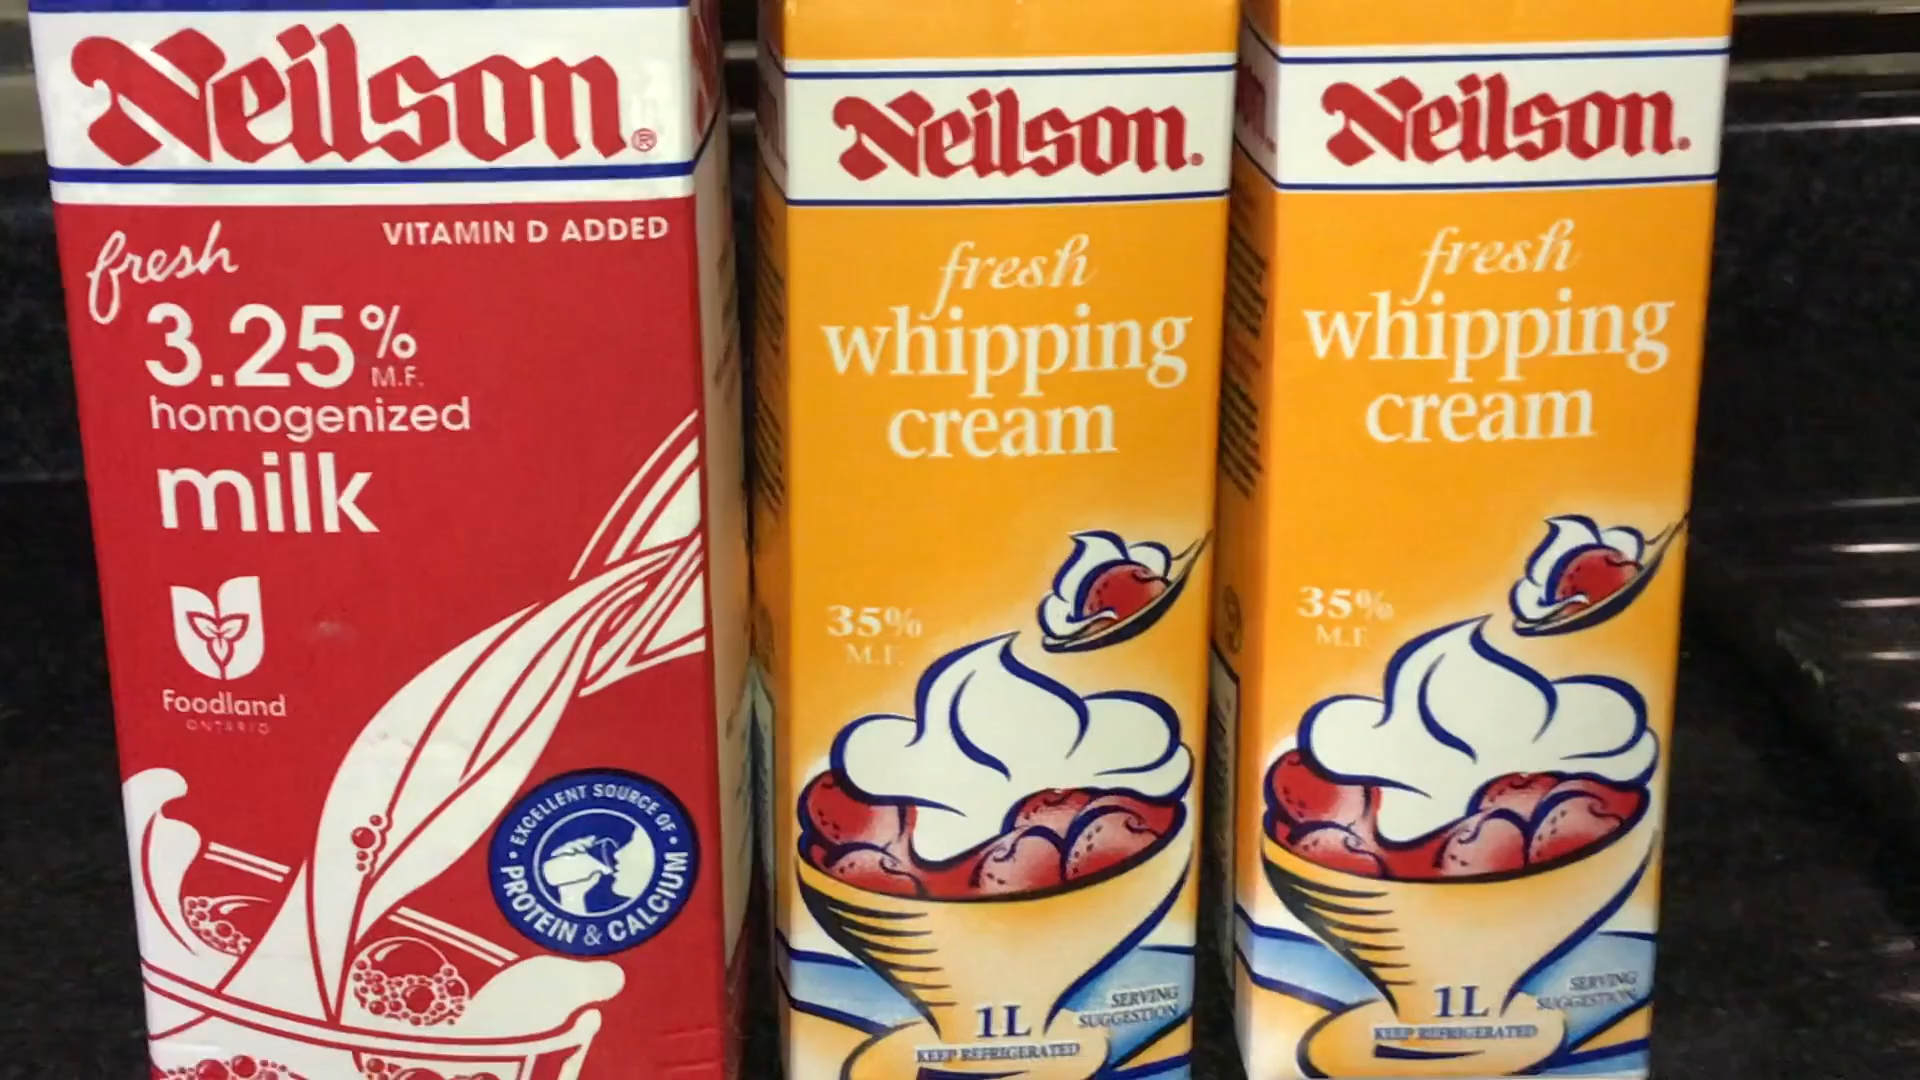 Neilson®
VITAMIN D ADDED
fresh
3.25%
M.F.
homogenized
milk
Foodland
ONTARIO
• EXCELLENT SOURCE OF •
PROTEIN & CALCIUM
Neilson.
fresh
whipping
cream
35%
M.F.
1L
SERVING
SUGGESTION
KEEP REFRIGERATED
Neilson.
fresh
whipping
cream
35%
M.F.
1L
SERVING
SUGGESTION
KEEP REFRIGERATED